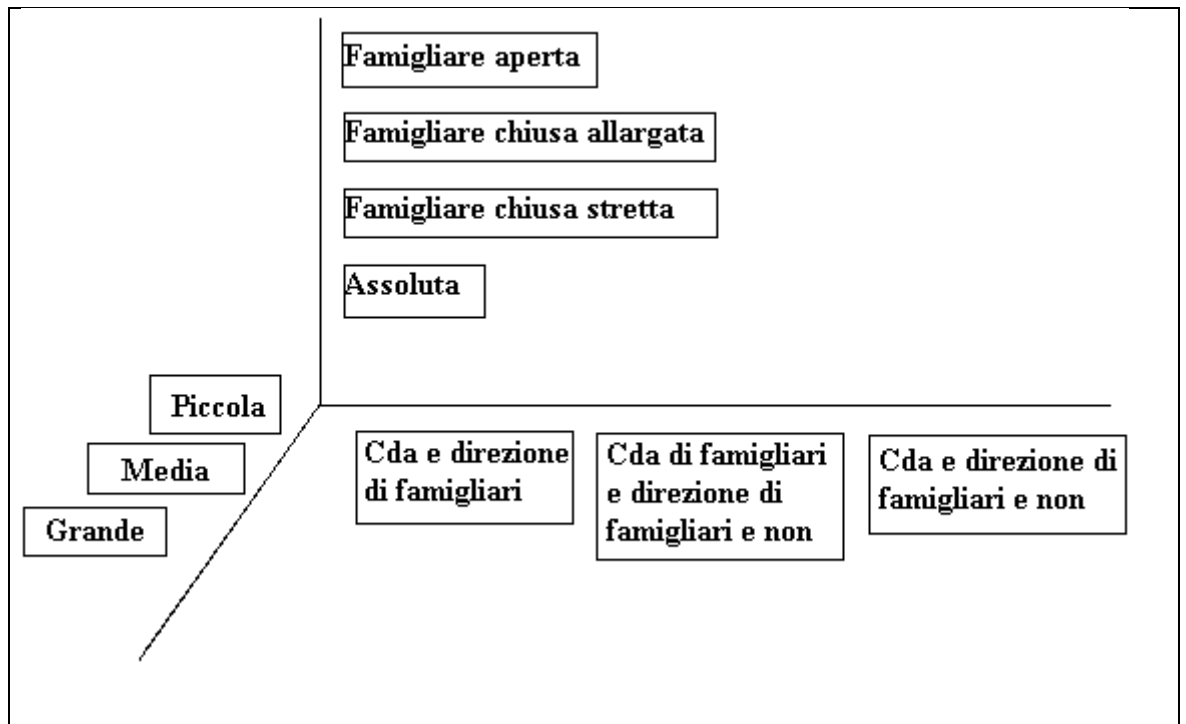 Famigliare aperta
Famigliare chiusa allargata
Famigliare chiusa stretta
Assoluta
Piccola
Media
Grande
Cda e direzione
di famigliari
Cda di famigliari
e direzione di
famigliari e non
Cda e direzione di
famigliari e non